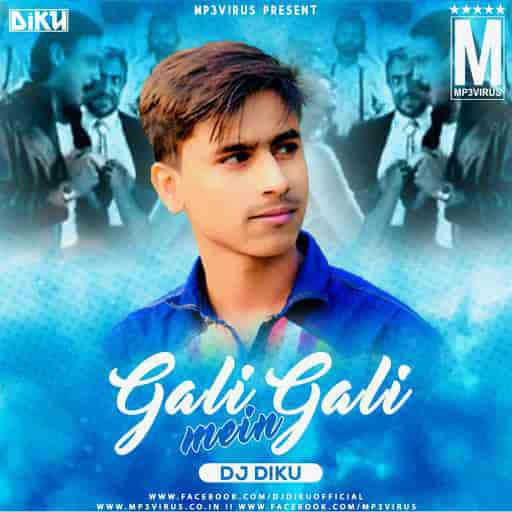 MP3VIRUS PRESENT
DiKU
★★★★★
M
MP3VIRUS
Gali Gali
mein
DJ DIKU
WWW.FACEBOOK.COM/DJDIKUOFFICIAL
WWW.MP3VIRUS.CO.IN II WWW.FACEBOOK.COM/MP3VIRUS